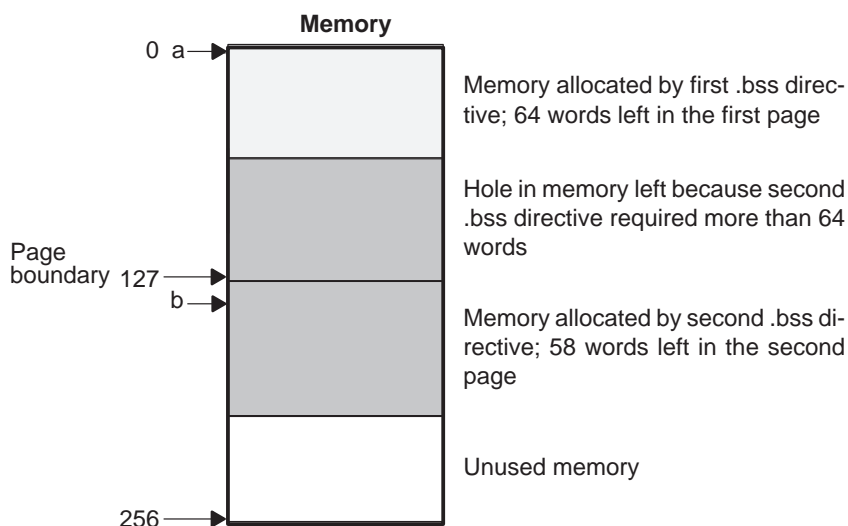 Memory
0 a
Memory allocated by first .bss direc-
tive; 64 words left in the first page
Hole in memory left because second
.bss directive required more than 64
words
Page
boundary 127
b
Memory allocated by second .bss di-
rective; 58 words left in the second
page
Unused memory
256